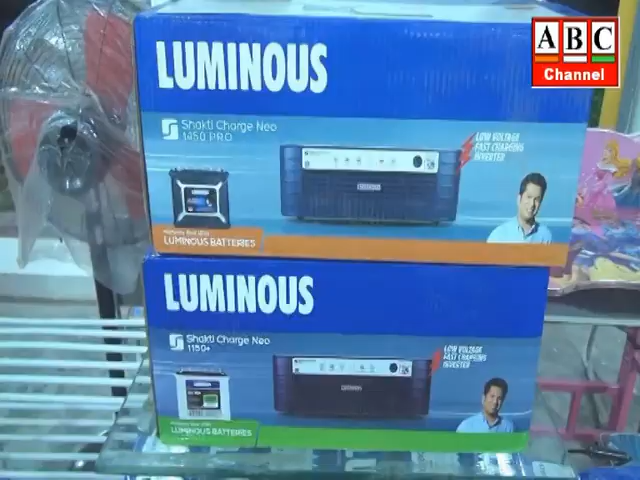 A B C
Channel
LUMINOUS
Shakti Charge Neo
1450 PRO
LOW VOLTAGE
FAST CHARGING
INVERTER
LUMINOUS BATTERIES
LUMINOUS
Shakti Charge Neo
1150+
LOW VOLTAGE
FAST CHARGING
INVERTER
LUMINOUS BATTERIES